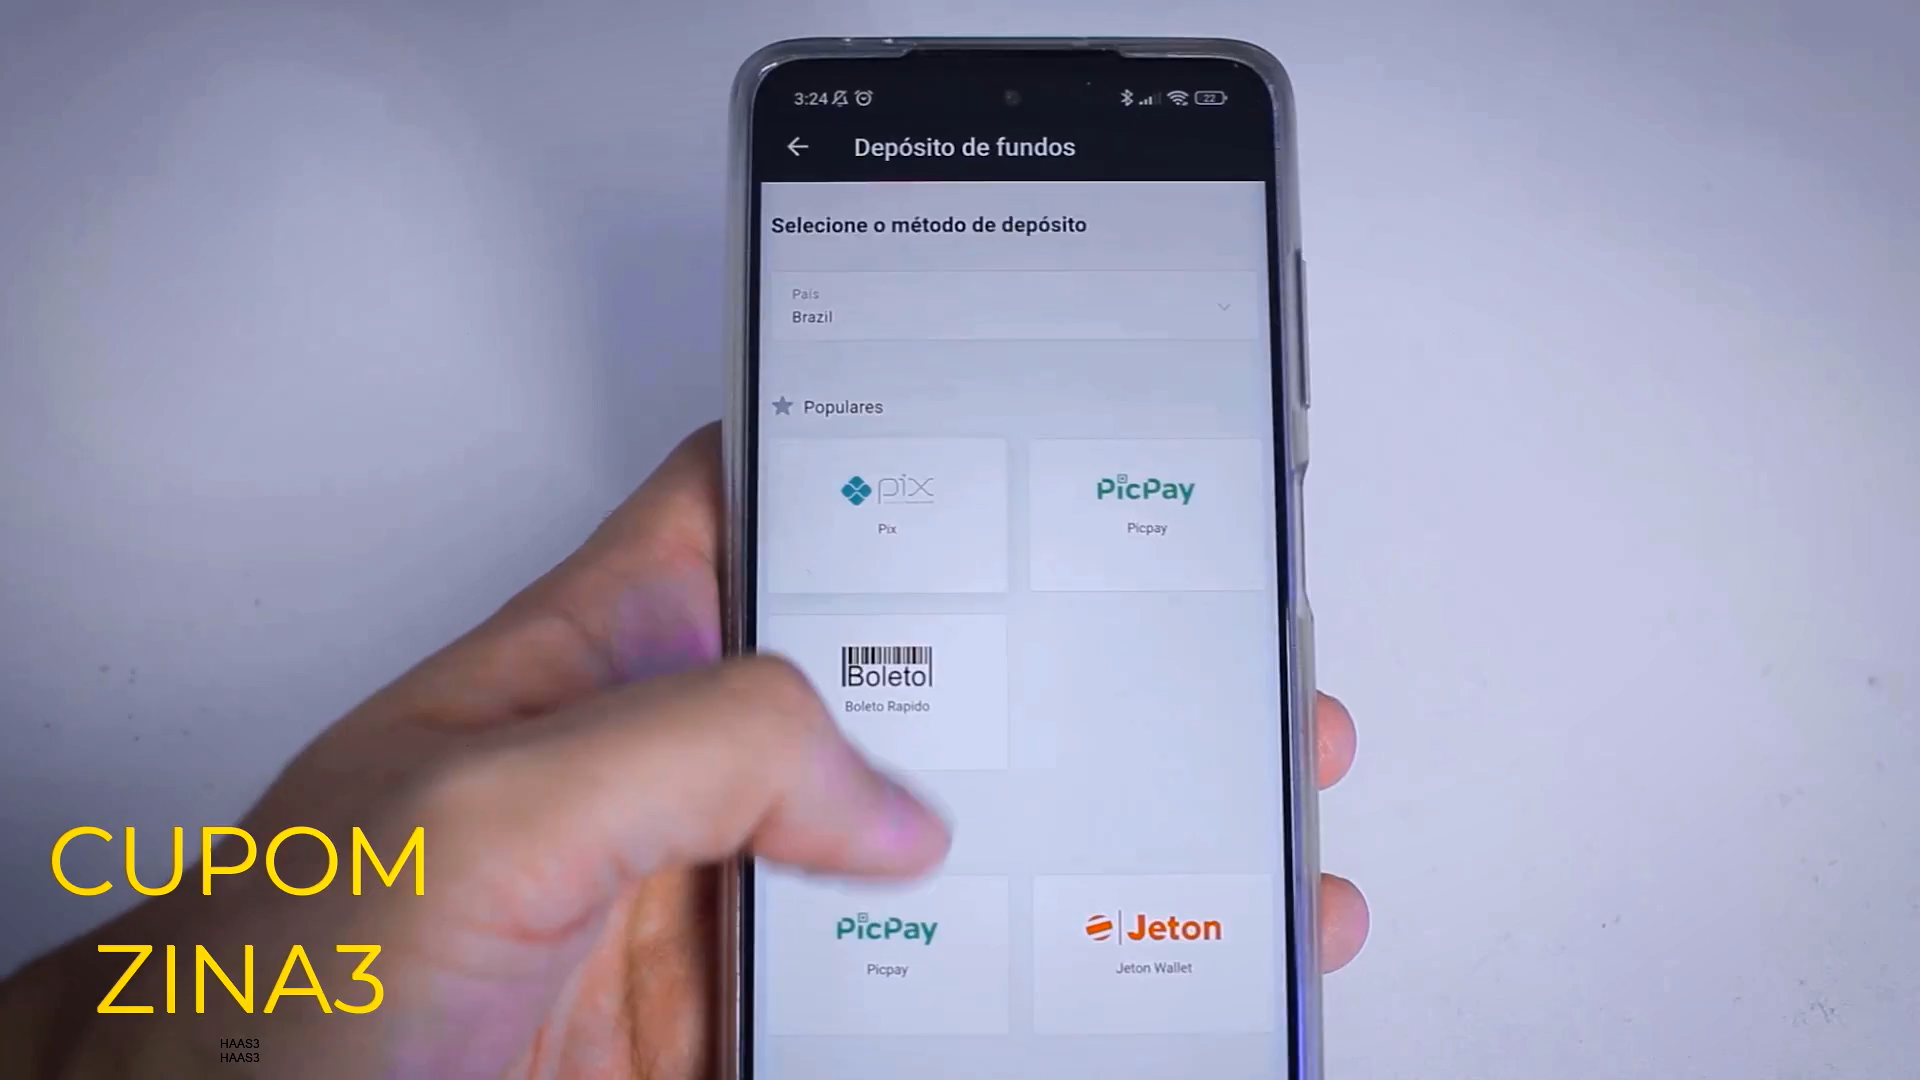 3:24
22
Depósito de fundos
Selecione o método de depósito
País
Brazil
Populares
pix
Pix
PicPay
Picpay
Boleto
Boleto Rapido
PicPay
Picpay
Jeton
Jeton Wallet
CUPOM
ZINA3
HAAS3
HAAS3